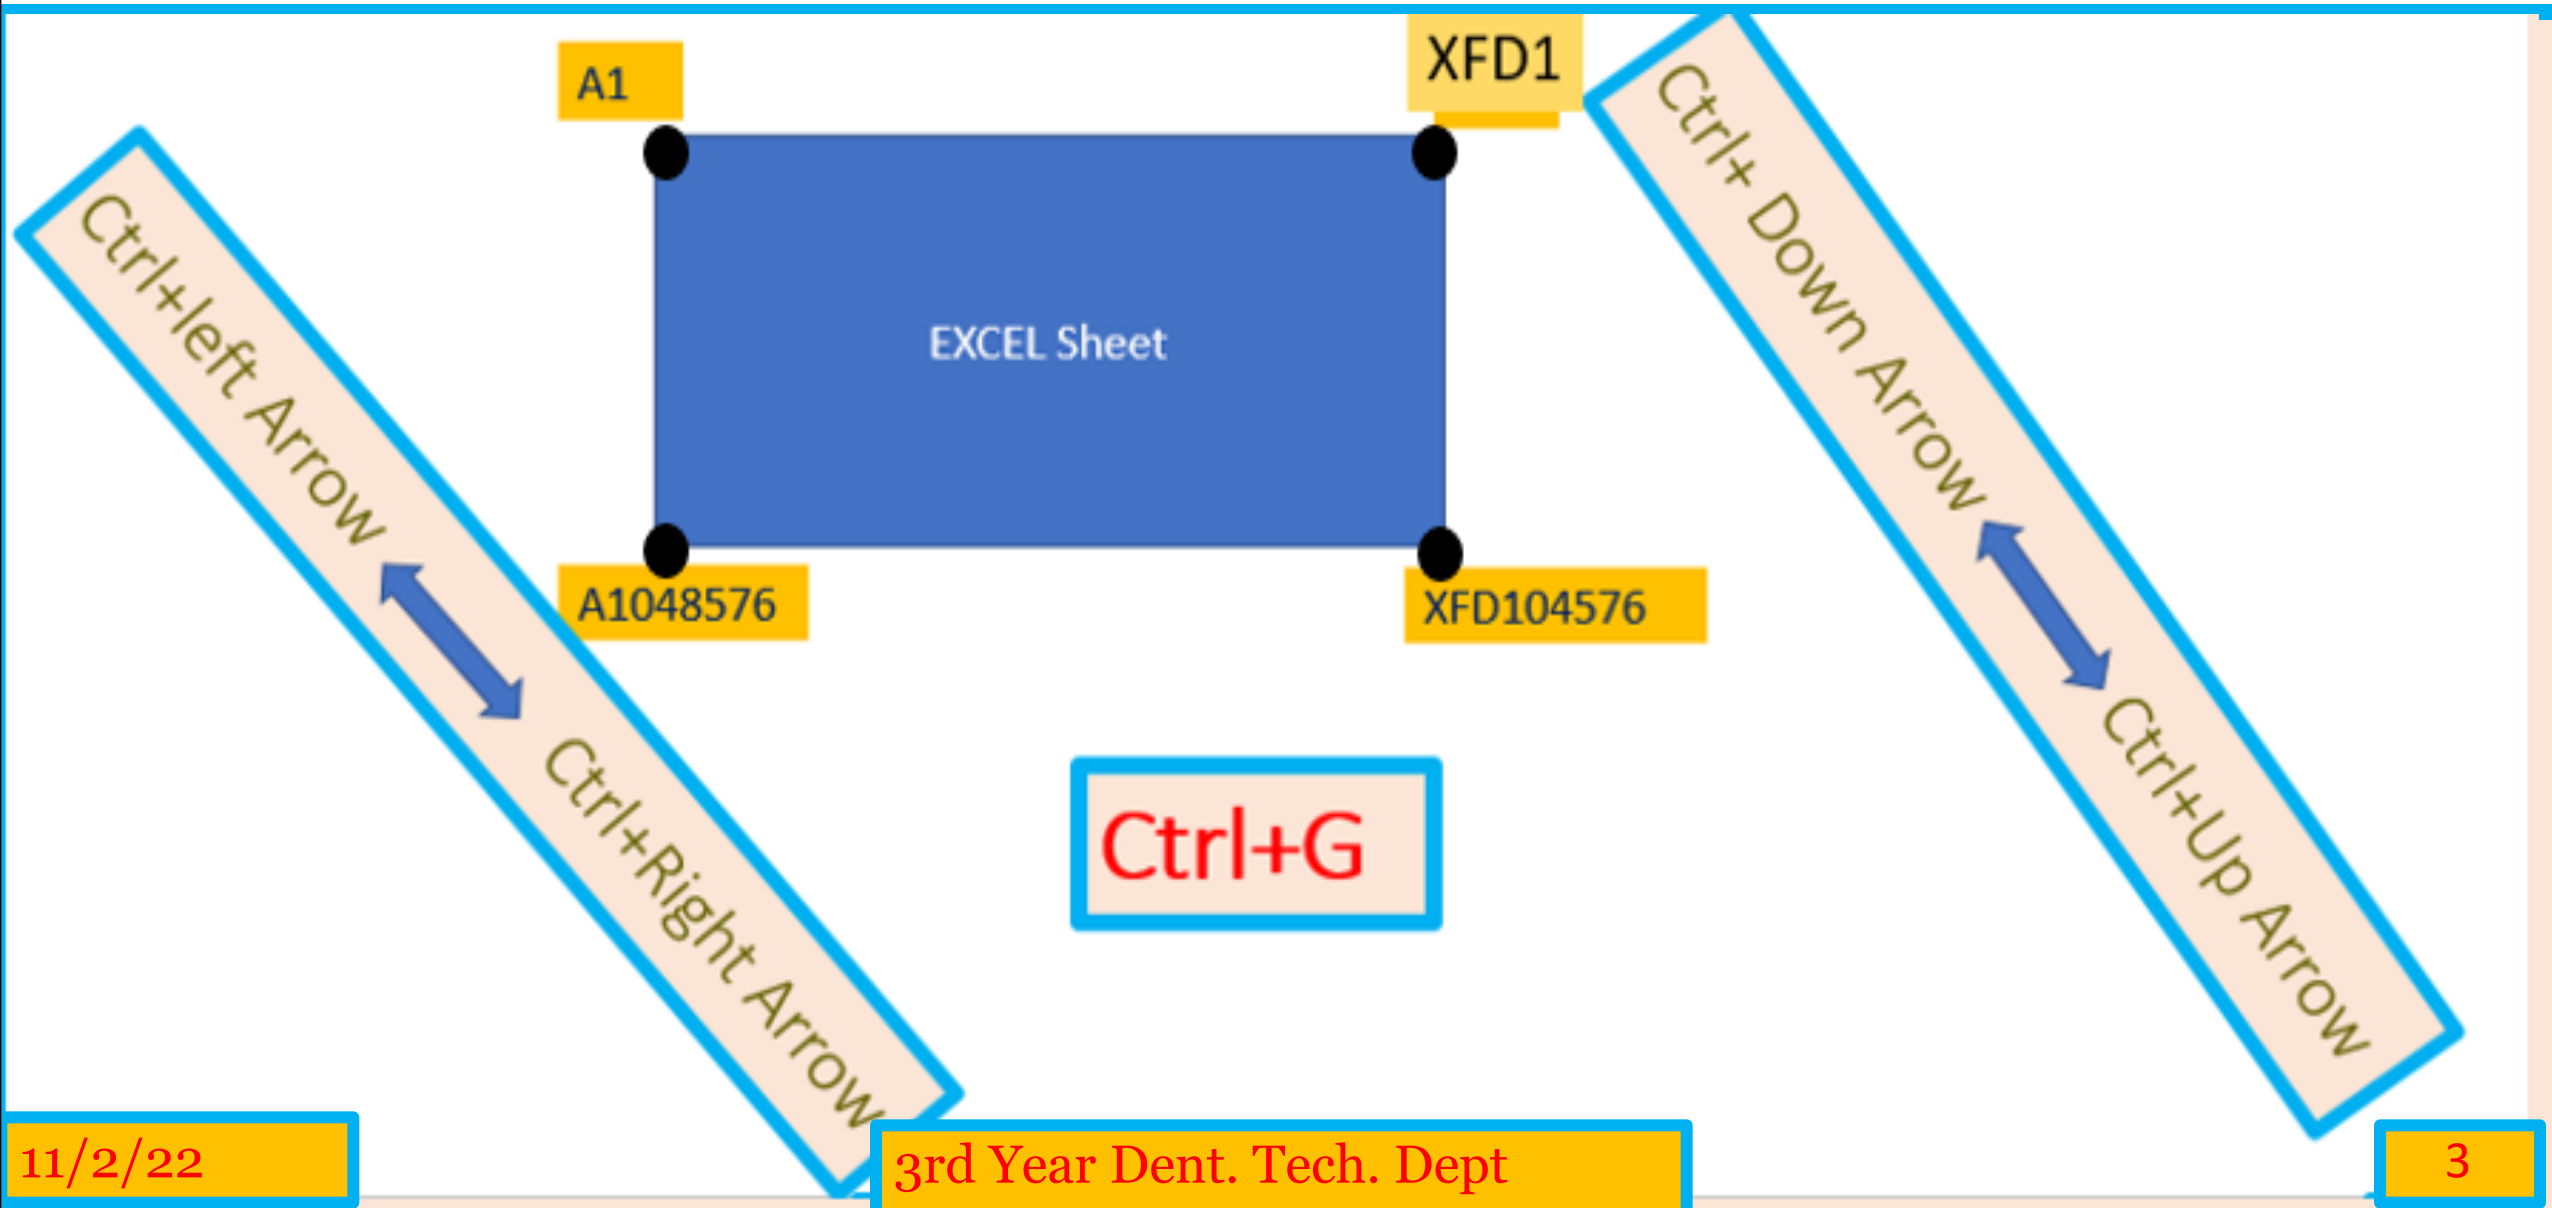 A1
XFD1
EXCEL Sheet
A1048576
XFD104576
Ctrl+left Arrow
Ctrl+Right Arrow
Ctrl+ Down Arrow
Ctrl+Up Arrow
Ctrl+G
11/2/22
3rd Year Dent. Tech. Dept
3